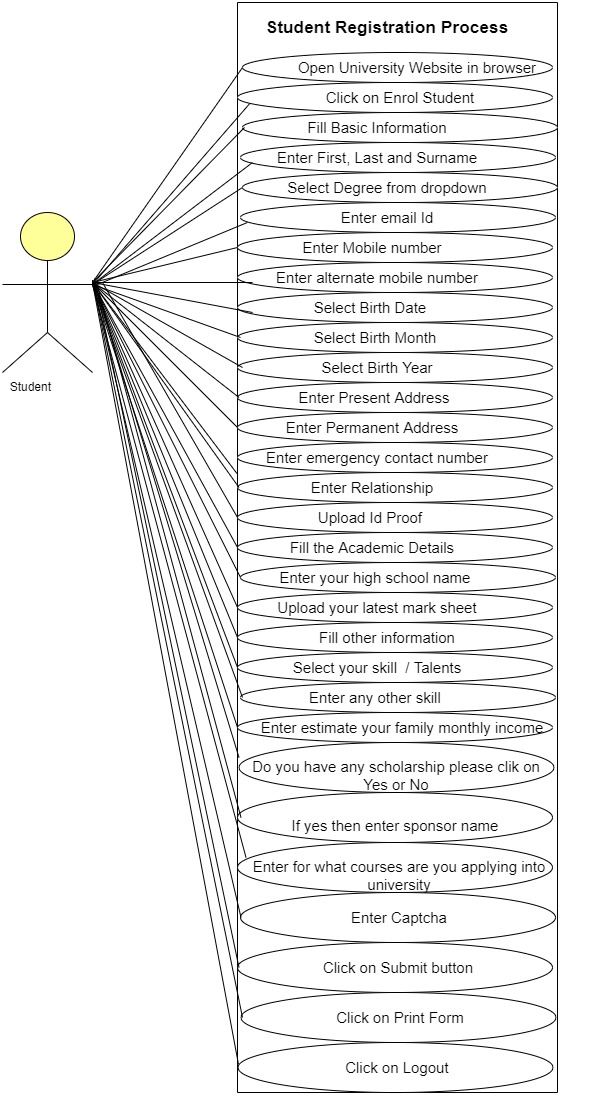 Student Registration Process
Open University Website in browser
Click on Enrol Student
Fill Basic Information
Enter First, Last and Surname
Select Degree from dropdown
Enter email Id
Enter Mobile number
Enter alternate mobile number
Select Birth Date
Select Birth Month
Select Birth Year
Student
Enter Present Address
Enter Permanent Address
Enter emergency contact number
Enter Relationship
Upload Id Proof
Fill the Academic Details
Enter your high school name
Upload your latest mark sheet
Fill other information
Select your skill / Talents
Enter any other skill
Enter estimate your family monthly income
Do you have any scholarship please clik on
Yes or No
If yes then enter sponsor name
Enter for what courses are you applying into
university
Enter Captcha
Click on Submit button
Click on Print Form
Click on Logout